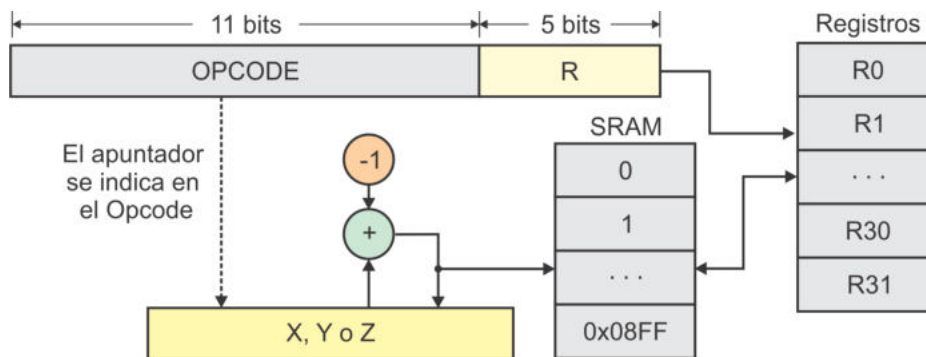 11 bits
5 bits
Registros
OPCODE
R
R0
R1
. . .
R30
R31
El apuntador
se indica en
el Opcode
-1
+
SRAM
0
1
. . .
0x08FF
X, Y o Z